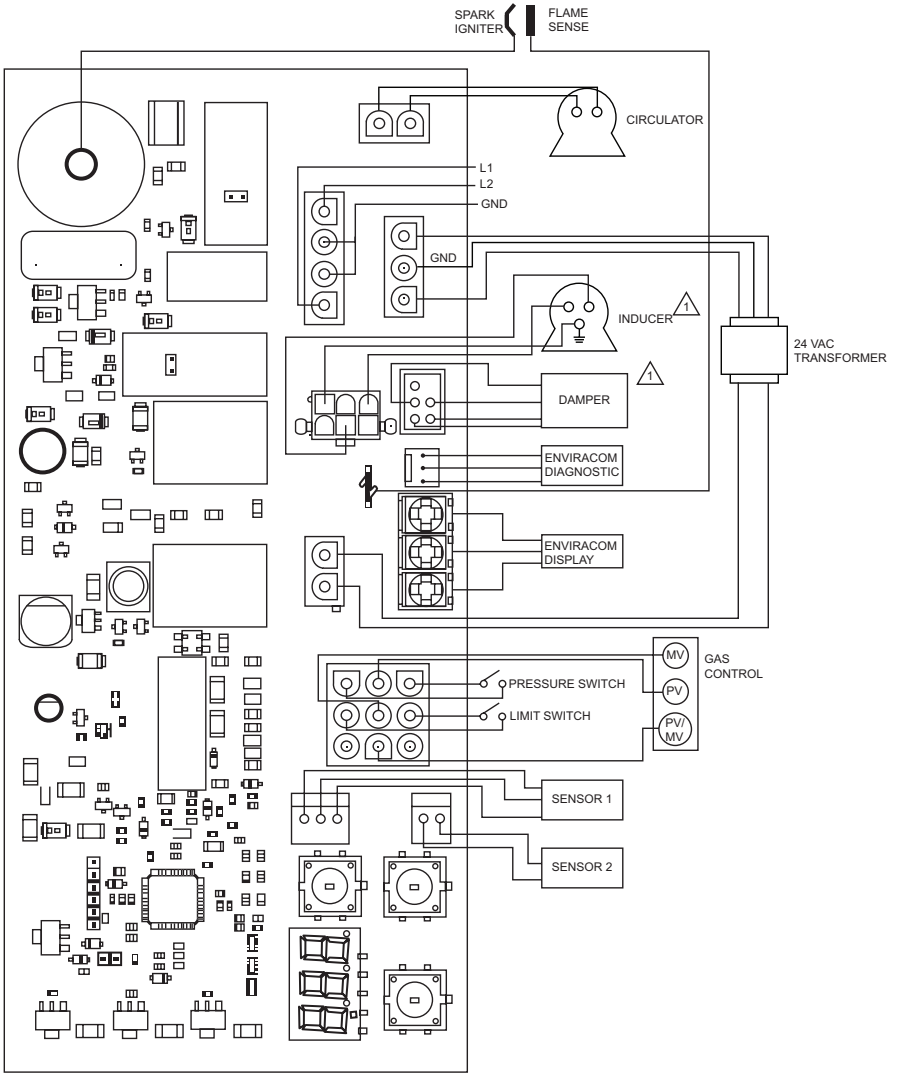 SPARK
IGNITER
FLAME
SENSE
CIRCULATOR
L1
L2
GND
GND
INDUCER
1
24 VAC
TRANSFORMER
1
DAMPER
ENVIRACOM
DIAGNOSTIC
ENVIRACOM
DISPLAY
MV
GAS
CONTROL
PRESSURE SWITCH
PV
LIMIT SWITCH
PV/
MV
SENSOR 1
SENSOR 2